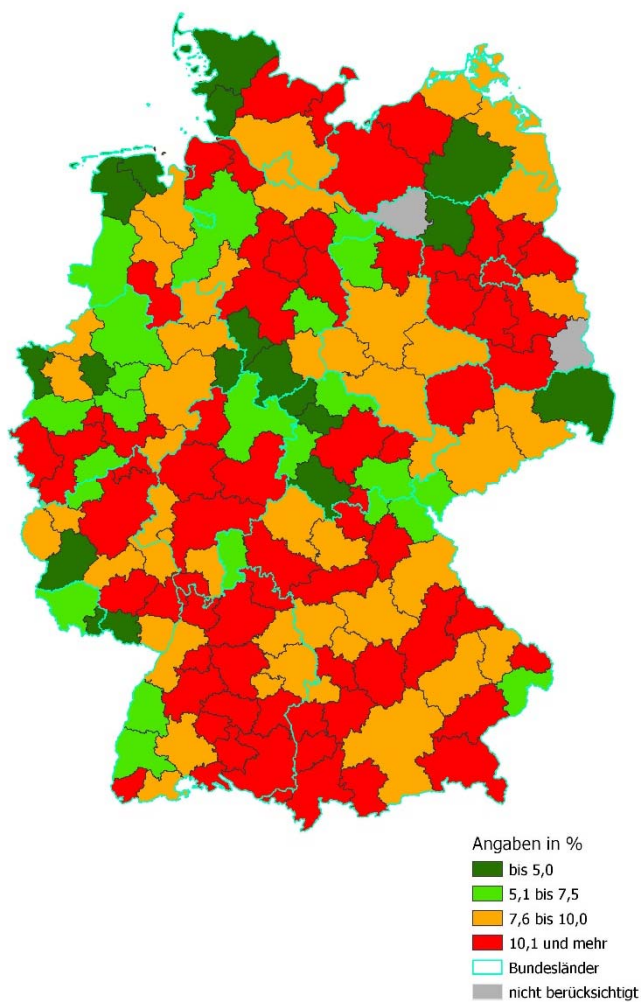 Angaben in %
bis 5,0
5,1 bis 7,5
7,6 bis 10,0
10,1 und mehr
Bundesländer
nicht berücksichtigt